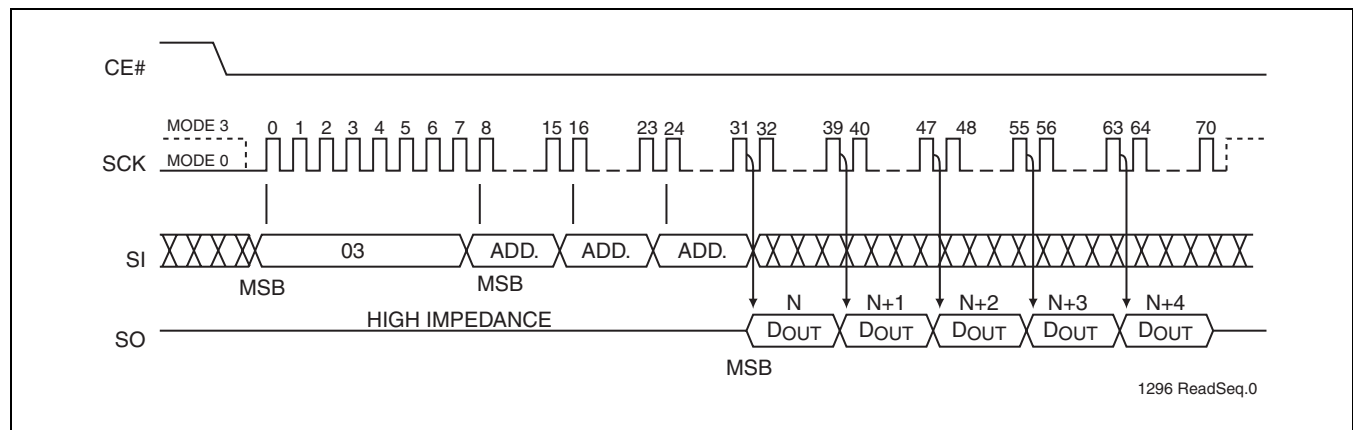 CE#
MODE 3
0 1 2 3 4 5 6 7 8 15 16 23 24 31 32 39 40 47 48 55 56 63 64 70
SCK
MODE 0
SI
03
ADD.
ADD.
ADD.
MSB
MSB
HIGH IMPEDANCE
N
N+1
N+2
N+3
N+4
SO
DOUT
DOUT
DOUT
DOUT
DOUT
MSB
1296 ReadSeq.0